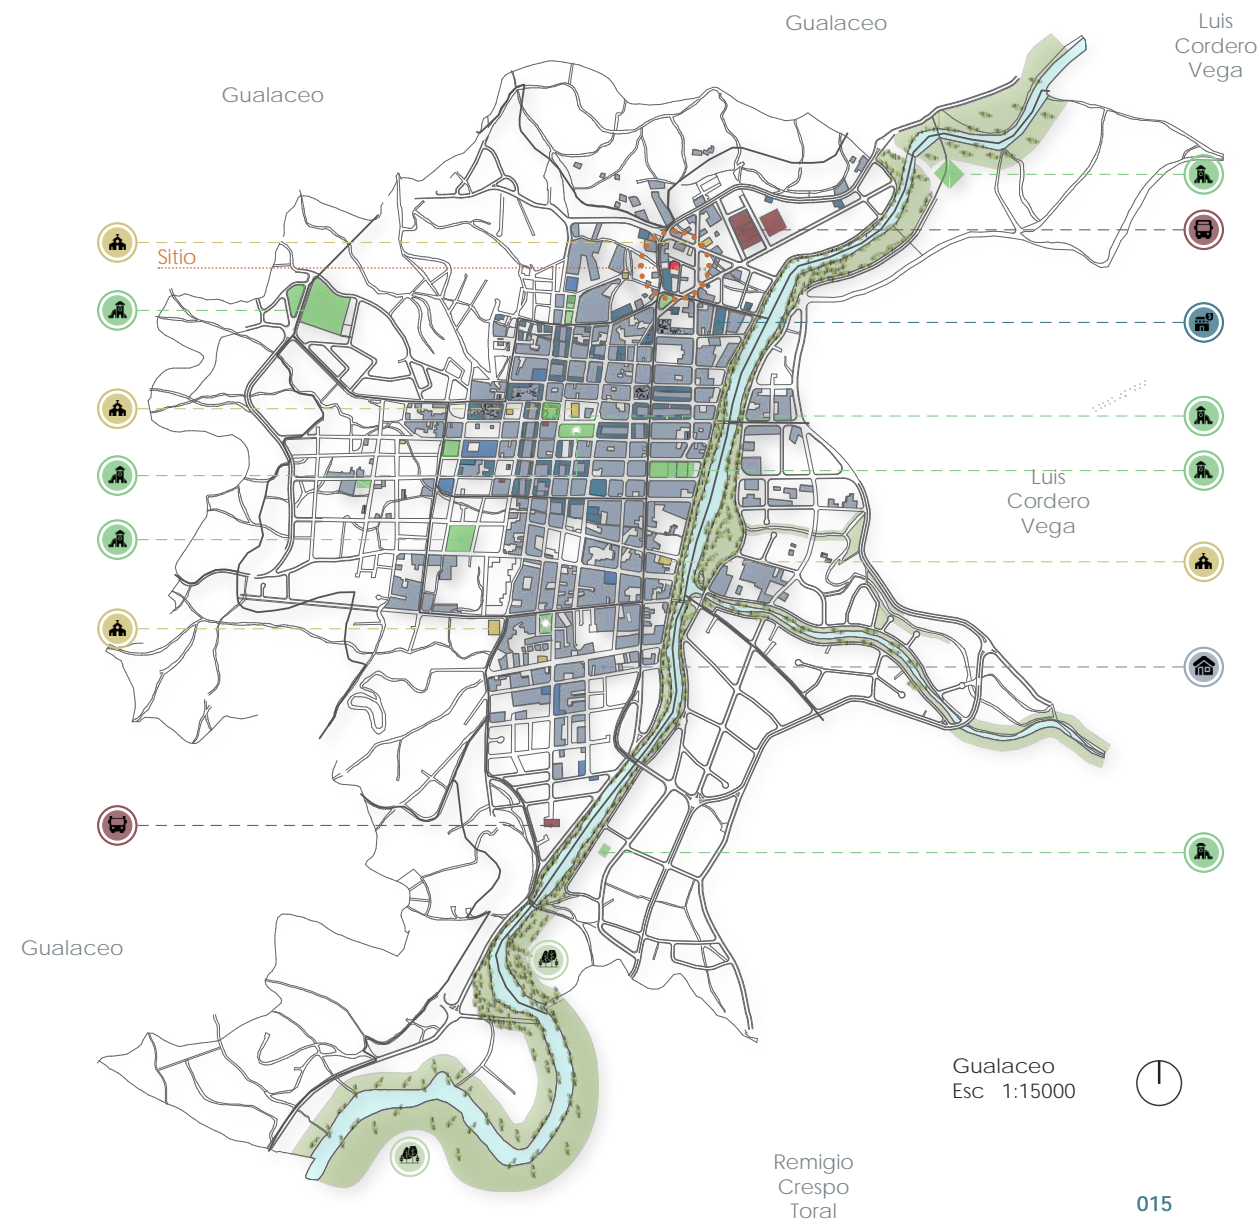 Gualaceo
Luis
Cordero
Vega
Gualaceo
Sitio
Luis
Cordero
Vega
Gualaceo
Gualaceo
Esc 1:15000
Remigio
Crespo
Toral
015